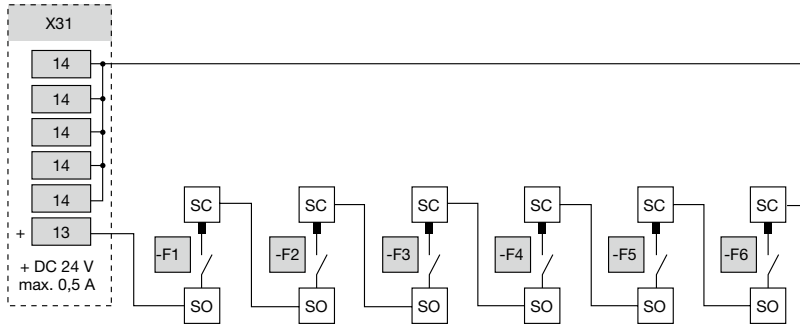 X31
14
14
14
14
14
+ 13
+ DC 24 V
max. 0,5 A
SC SC SC SC SC SC
-F1 -F2 -F3 -F4 -F5 -F6
SO SO SO SO SO SO